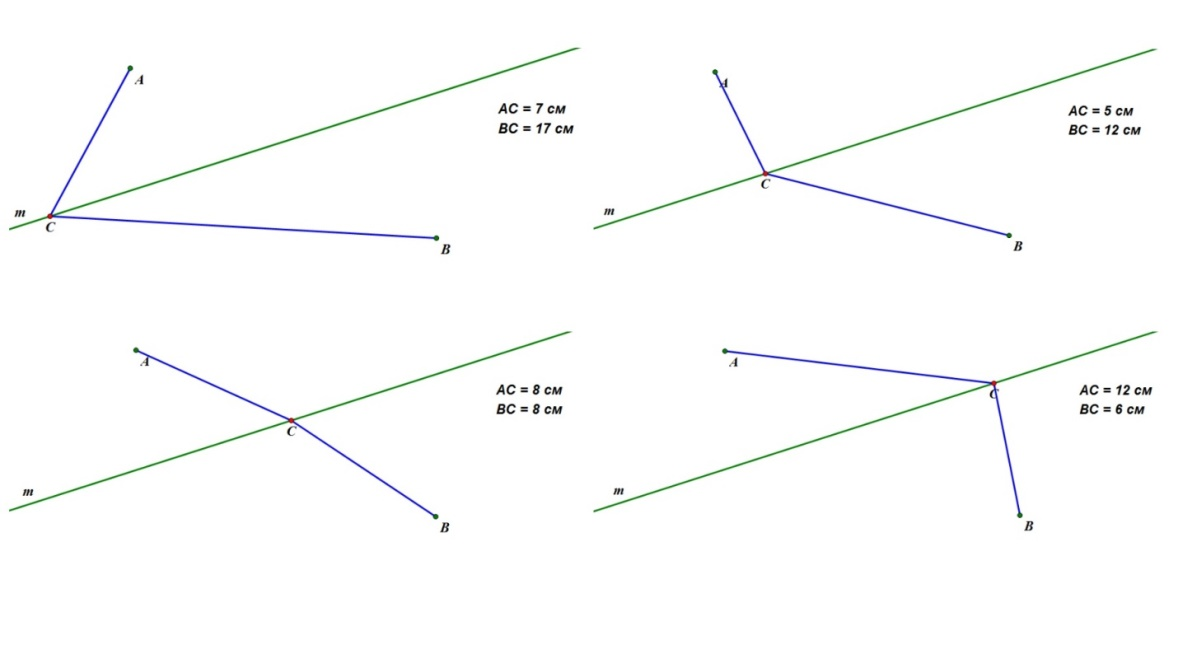 A
AC = 7 см
BC = 17 см
m
C
B
A
AC = 5 см
BC = 12 см
C
m
B
A
AC = 8 см
BC = 8 см
C
m
B
A
AC = 12 см
BC = 6 см
C
m
B